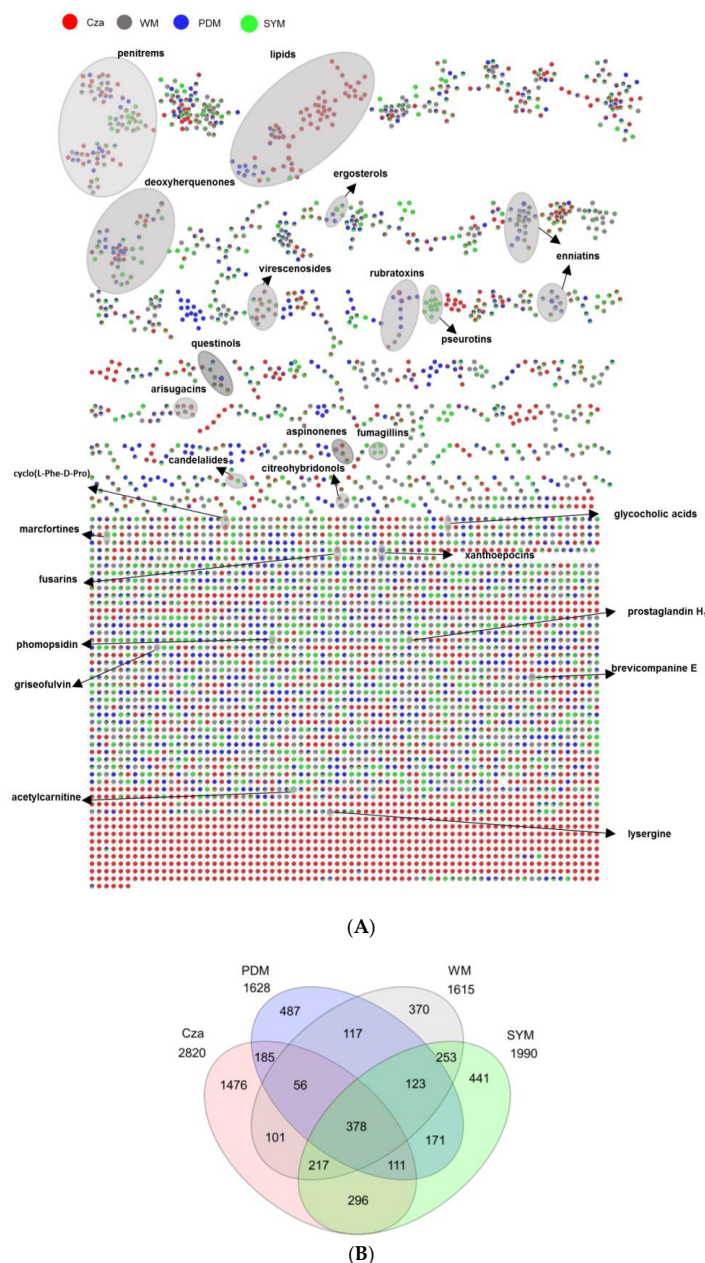 Cza WM PDM SYM
penitrems
lipids
deoxyherquenones
ergosterols
enniatins
virescenosides
rubratoxins
pseurotins
questinols
arisugacins
aspinonenes
fumagillins
candelalides
citreohybridonols
cyclo(L-Phe-D-Pro)
glycocholic acids
marcfortines
xanthoepocins
fusarins
prostaglandin H
phomopsidin
brevicompanine E
griseofulvin
acetylcarnitine
lysergine
(A)
PDM
1628
WM
1615
Cza
2820
SYM
1990
487
370
117
185
253
1476
56
123
441
378
101
171
217
111
296
(B)